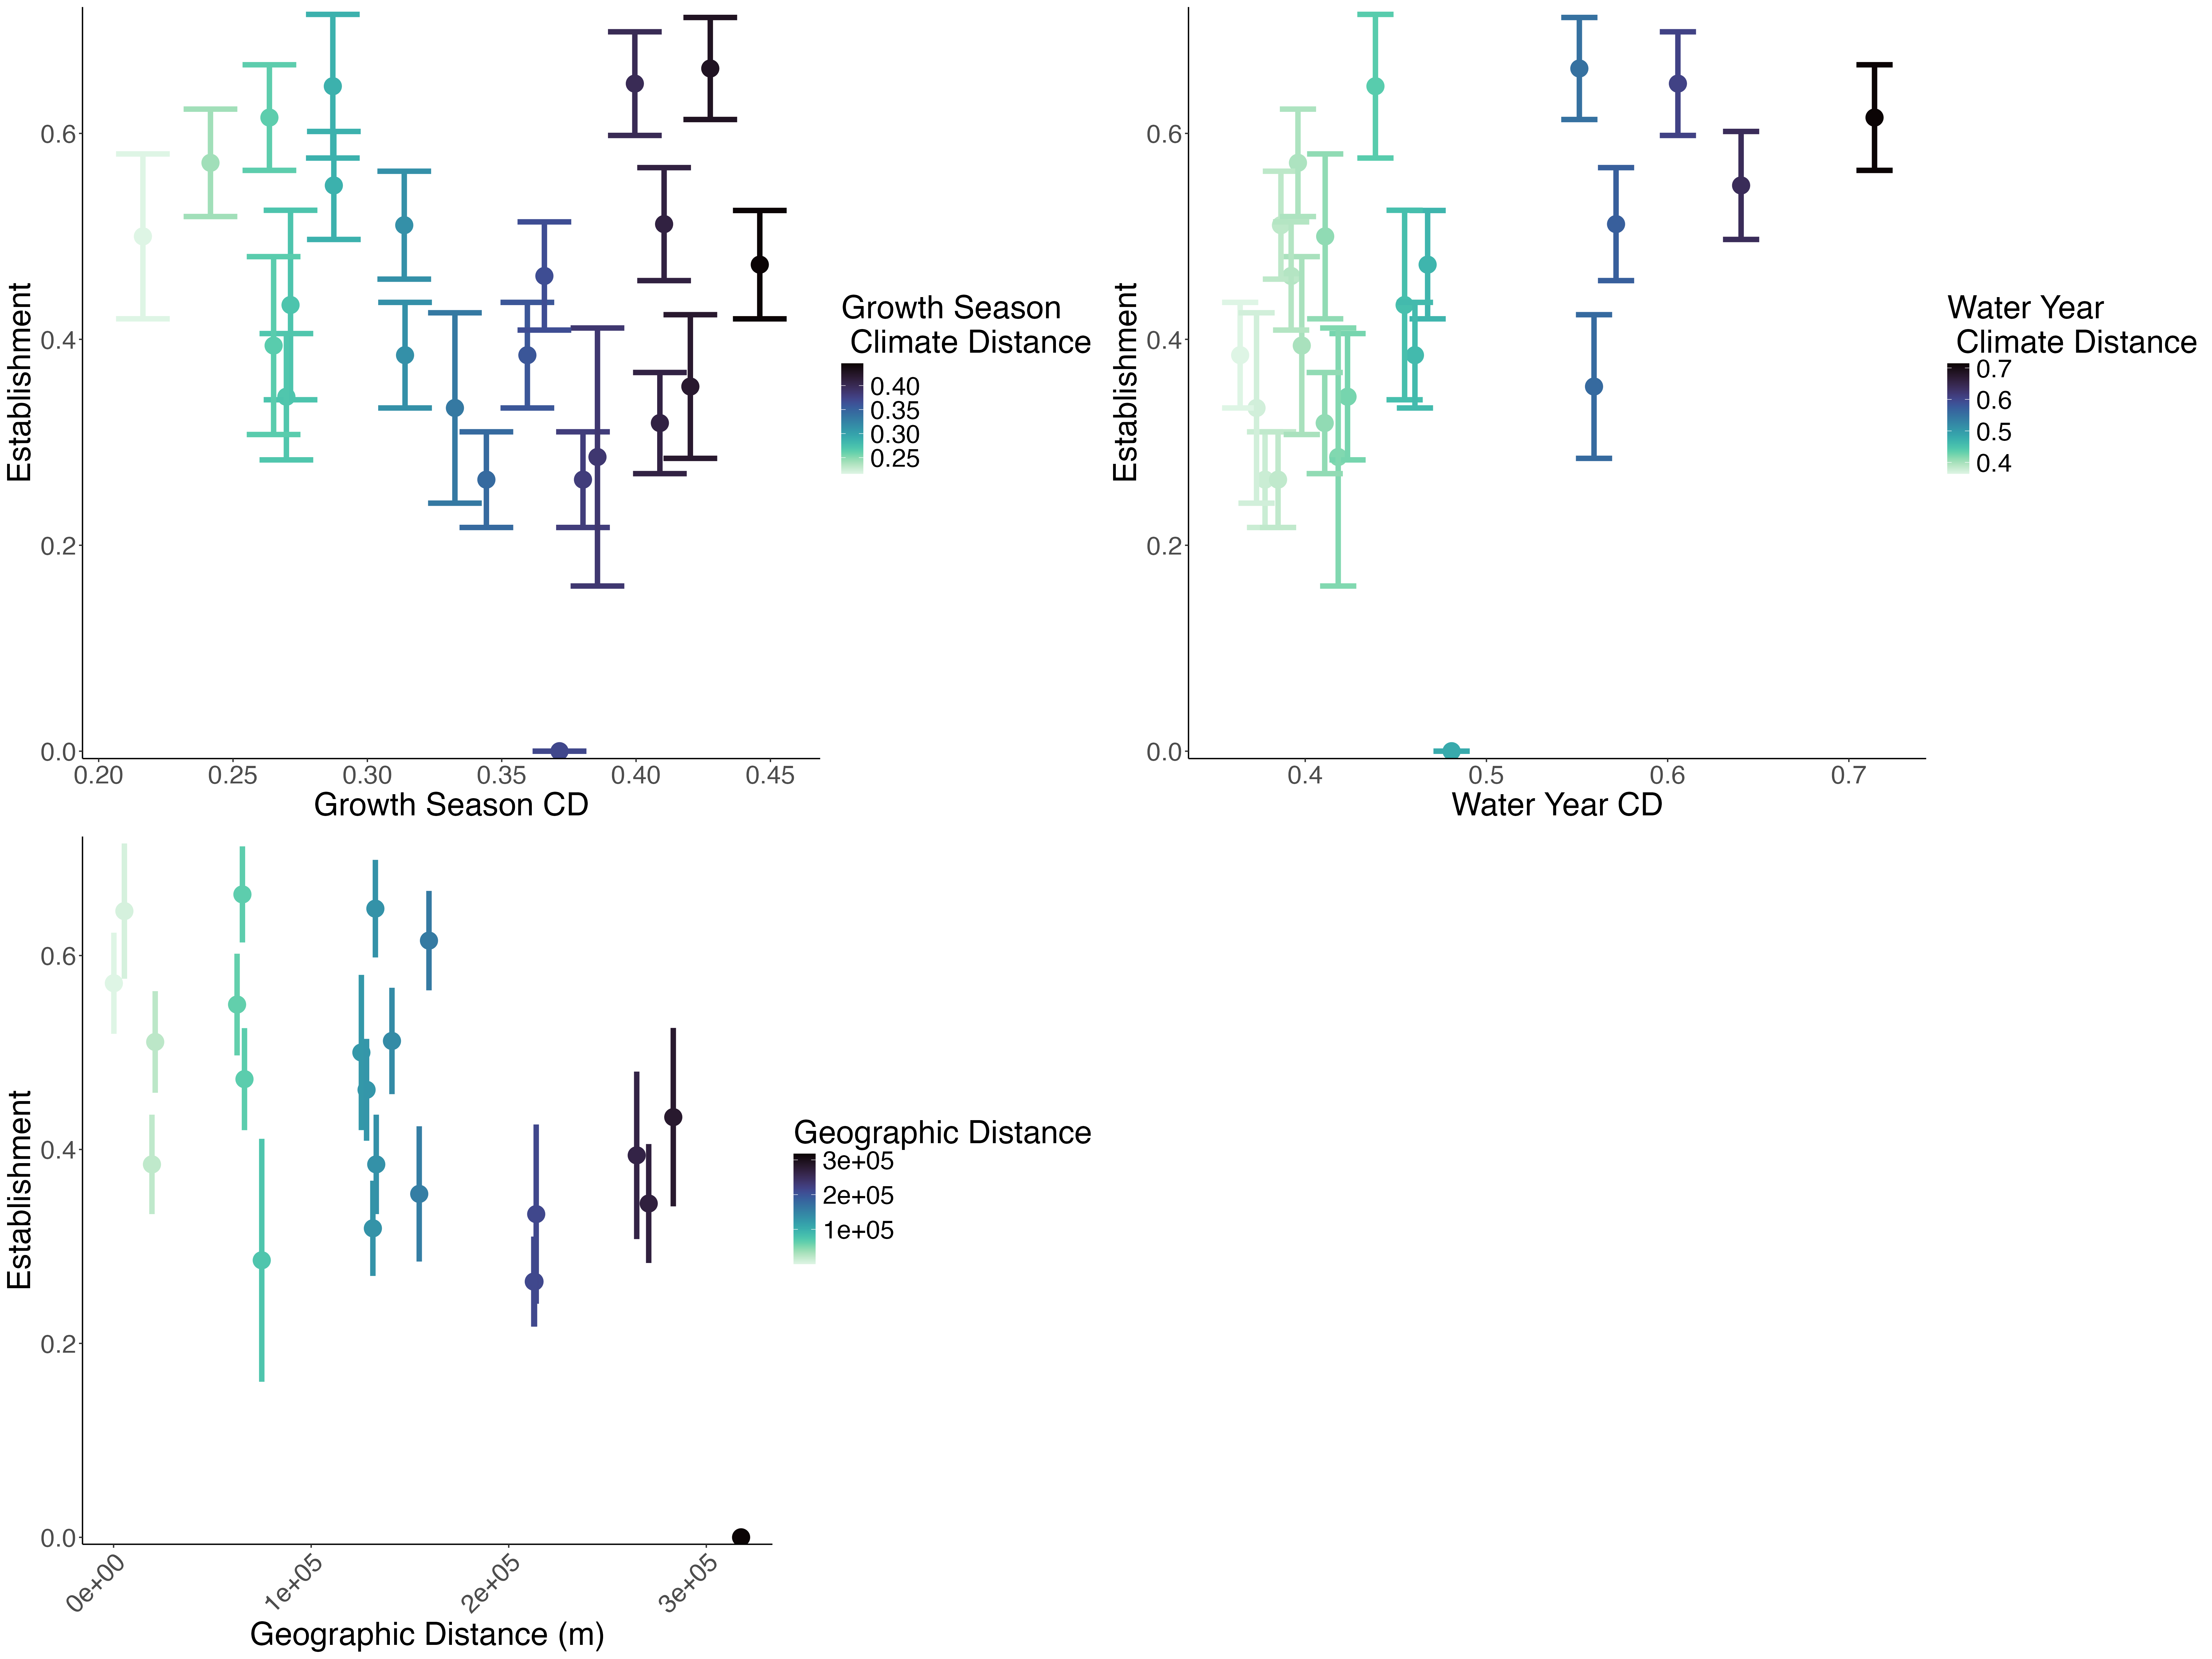 Establishment
0.6
0.4
0.2
0.0
0.20 0.25 0.30 0.35 0.40 0.45
Growth Season CD
Growth Season
Climate Distance
0.40
0.35
0.30
0.25
Establishment
0.6
0.4
0.2
0.0
0.4 0.5 0.6 0.7
Water Year CD
Water Year
Climate Distance
0.7
0.6
0.5
0.4
Establishment
0.6
0.4
0.2
0.0
0e+00 1e+05 2e+05 3e+05
Geographic Distance (m)
Geographic Distance
3e+05
2e+05
1e+05